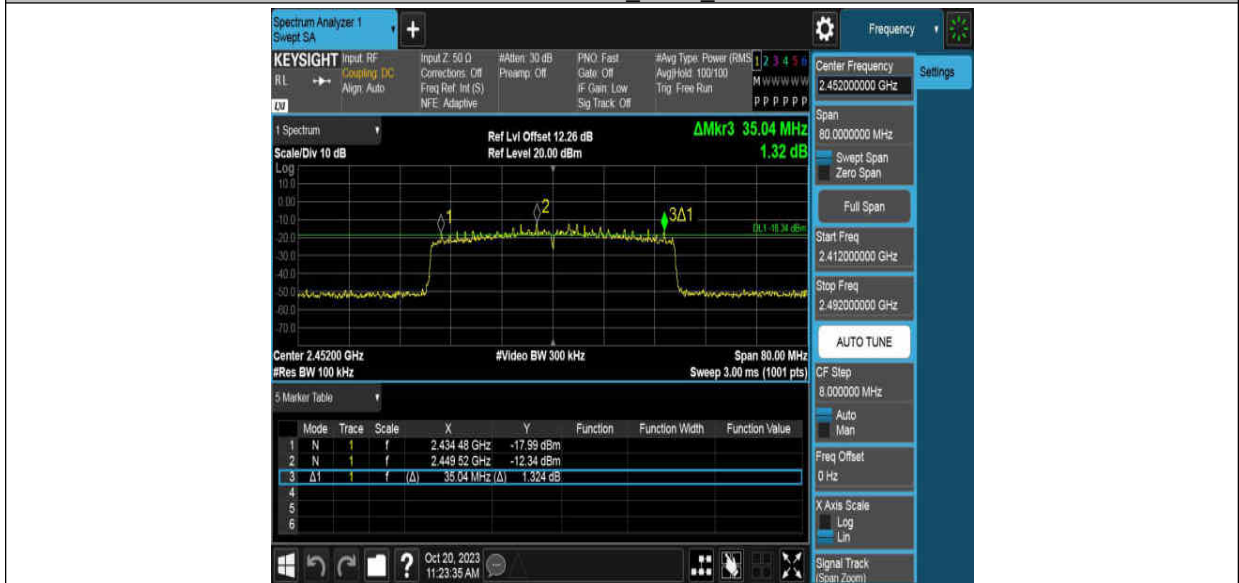 Spectrum Analyzer 1
Swept SA
+
Frequency
KEYSIGHT
RL
LXI
Input: RF
Coupling: DC
Align: Auto
Input Z: 50 Ω
Corrections: Off
Freq Ref: Int (S)
NFE: Adaptive
#Atten: 30 dB
Preamp: Off
PNO: Fast
Gate: Off
IF Gain: Low
Sig Track: Off
#Avg Type: Power (RMS
Avg|Hold: 100/100
Trig: Free Run
1 2 3 4 5 6
M W W W W W
P P P P P P
Center Frequency
2.452000000 GHz
Settings
Span
80.0000000 MHz
Swept Span
Zero Span
Full Span
Start Freq
2.412000000 GHz
Stop Freq
2.492000000 GHz
AUTO TUNE
CF Step
8.000000 MHz
Auto
Man
Freq Offset
0 Hz
X Axis Scale
Log
Lin
Signal Track
(Span Zoom)
1 Spectrum
Scale/Div 10 dB
Ref Lvl Offset 12.26 dB
Ref Level 20.00 dBm
ΔMkr3 35.04 MHz
1.32 dB
Log
10.0
0.00
-10.0
-20.0
-30.0
-40.0
-50.0
-60.0
-70.0
1
2
3Δ1
DL1 -18.34 dBm
Center 2.45200 GHz
#Video BW 300 kHz
Span 80.00 MHz
#Res BW 100 kHz
Sweep 3.00 ms (1001 pts)
5 Marker Table
Mode Trace Scale X Y Function Function Width Function Value
1 N 1 f 2.434 48 GHz -17.99 dBm
2 N 1 f 2.449 52 GHz -12.34 dBm
3 Δ1 1 f (Δ) 35.04 MHz (Δ) 1.324 dB
4
5
6
?
Oct 20, 2023
11:23:35 AM